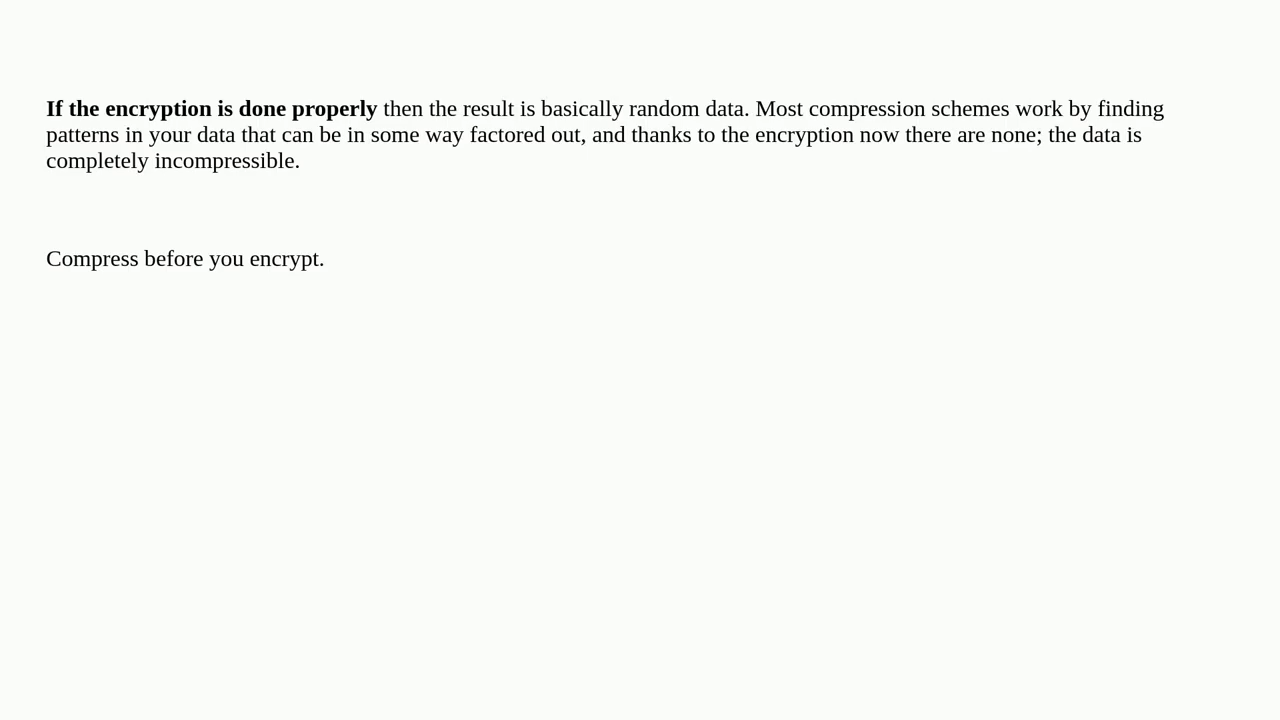 If the encryption is done properly then the result is basically random data. Most compression schemes work by finding
patterns in your data that can be in some way factored out, and thanks to the encryption now there are none; the data is
completely incompressible.
Compress before you encrypt.